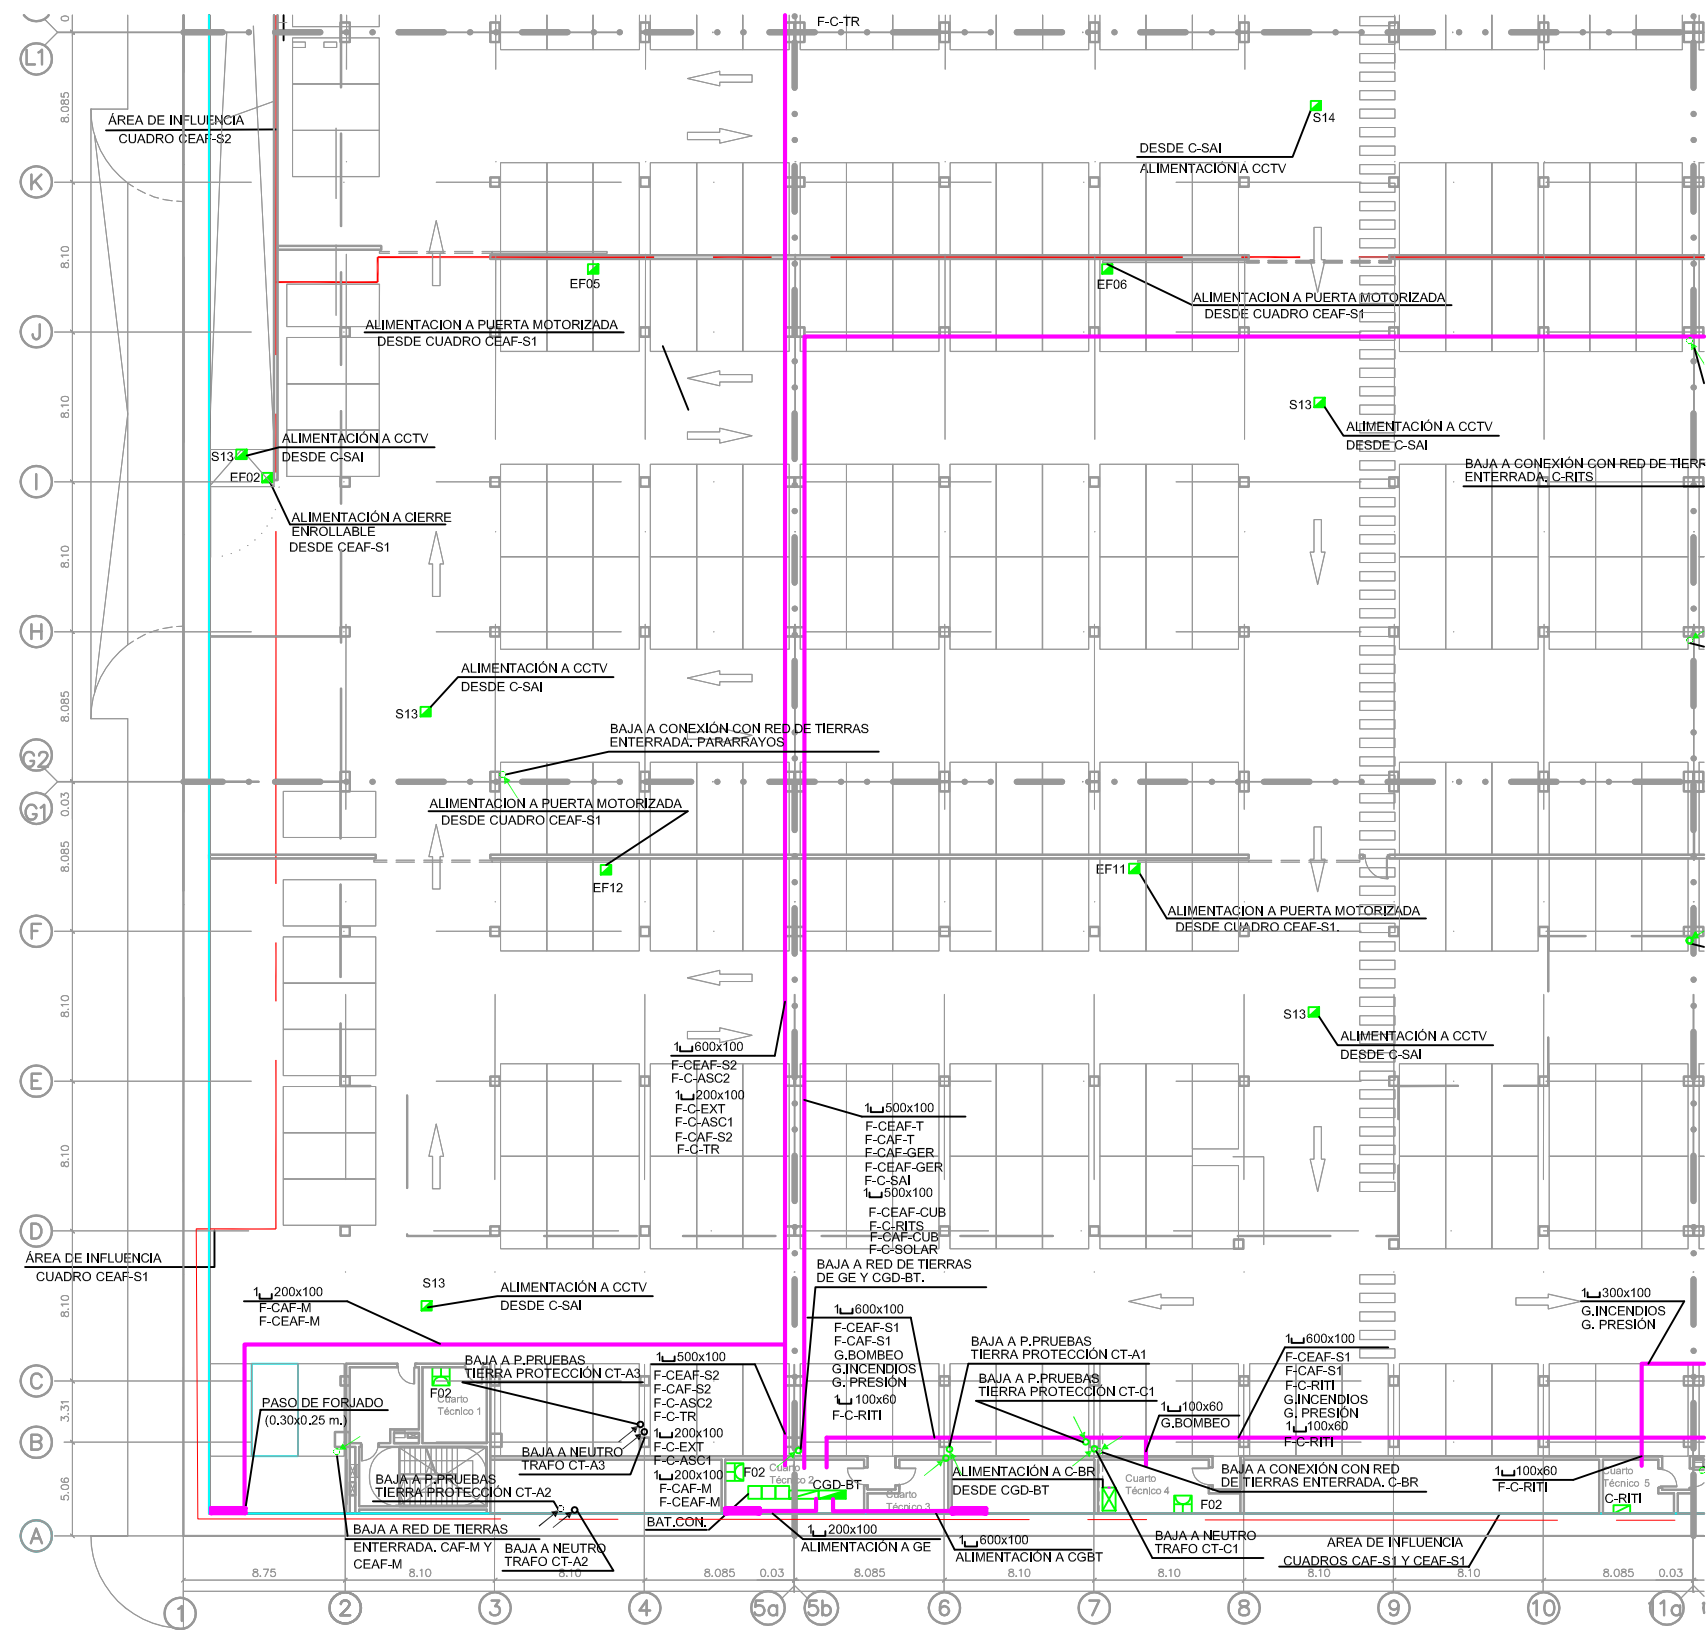 F-C-TR
L1
8.085
ÁREA DE INFLUENCIA
CUADRO CEAF-S2
S14
DESDE C-SAI
ALIMENTACIÓN A CCTV
K
8.10
EF05
EF06
ALIMENTACION A PUERTA MOTORIZADA
DESDE CUADRO CEAF-S1
ALIMENTACION A PUERTA MOTORIZADA
DESDE CUADRO CEAF-S1
J
8.10
S13
ALIMENTACIÓN A CCTV
DESDE C-SAI
ALIMENTACIÓN A CCTV
DESDE C-SAI
S13
EF02
BAJA A CONEXIÓN CON RED DE TIERR
ENTERRADA. C-RITS
I
ALIMENTACIÓN A CIERRE
ENROLLABLE
DESDE CEAF-S1
8.10
H
ALIMENTACIÓN A CCTV
DESDE C-SAI
S13
8.085
BAJA A CONEXIÓN CON RED DE TIERRAS
ENTERRADA. PARARRAYOS
G2
G1
0.03
ALIMENTACION A PUERTA MOTORIZADA
DESDE CUADRO CEAF-S1
8.085
EF12
EF11
ALIMENTACION A PUERTA MOTORIZADA
DESDE CUADRO CEAF-S1.
F
8.10
S13
ALIMENTACIÓN A CCTV
DESDE C-SAI
1 600x100
F-CEAF-S2
F-C-ASC2
1 200x100
F-C-EXT
F-C-ASC1
F-CAF-S2
F-C-TR
E
8.10
1 500x100
F-CEAF-T
F-CAF-T
F-CAF-GER
F-CEAF-GER
F-C-SAI
1 500x100
F-CEAF-CUB
F-C-RITS
F-CAF-CUB
F-C-SOLAR
D
ÁREA DE INFLUENCIA
CUADRO CEAF-S1
8.10
BAJA A RED DE TIERRAS
DE GE Y CGD-BT.
S13
ALIMENTACIÓN A CCTV
DESDE C-SAI
1 200x100
F-CAF-M
F-CEAF-M
1 300x100
G.INCENDIOS
G. PRESIÓN
1 600x100
F-CEAF-S1
F-CAF-S1
G.BOMBEO
G.INCENDIOS
G. PRESIÓN
1 100x60
F-C-RITI
BAJA A P.PRUEBAS
TIERRA PROTECCIÓN CT-A1
BAJA A P.PRUEBAS
TIERRA PROTECCIÓN CT-C1
1 600x100
F-CEAF-S1
F-CAF-S1
F-C-RITI
G.INCENDIOS
G. PRESIÓN
1 100x60
F-C-RITI
1 100x60
G.BOMBEO
BAJA A P.PRUEBAS
TIERRA PROTECCIÓN CT-A3
1 500x100
F-CEAF-S2
F-CAF-S2
F-C-ASC2
F-C-TR
1 200x100
F-C-EXT
F-C-ASC1
1 200x100
F-CAF-M
F-CEAF-M
C
3.31
F02
Cuarto
Técnico 1
PASO DE FORJADO
(0.30x0.25 m.)
B
5.06
BAJA A NEUTRO
TRAFO CT-A3
BAJA A P.PRUEBAS
TIERRA PROTECCIÓN CT-A2
F02
Cuarto
Técnico 2
CGD-BT
Cuarto
Técnico 3
ALIMENTACIÓN A C-BR
DESDE CGD-BT
Cuarto
Técnico 4
F02
BAJA A CONEXIÓN CON RED
DE TIERRAS ENTERRADA. C-BR
1 100x60
F-C-RITI
Cuarto
Técnico 5
C-RITI
BAT.CON.
A
BAJA A RED DE TIERRAS
ENTERRADA. CAF-M Y
CEAF-M
BAJA A NEUTRO
TRAFO CT-A2
1 200x100
ALIMENTACIÓN A GE
1 600x100
ALIMENTACIÓN A CGBT
BAJA A NEUTRO
TRAFO CT-C1
AREA DE INFLUENCIA
CUADROS CAF-S1 Y CEAF-S1
8.75 8.10 8.10 8.085 0.03 8.085 8.10 8.10 8.10 8.10 8.085 0.03
1 2 3 4 5a 5b 6 7 8 9 10 11a